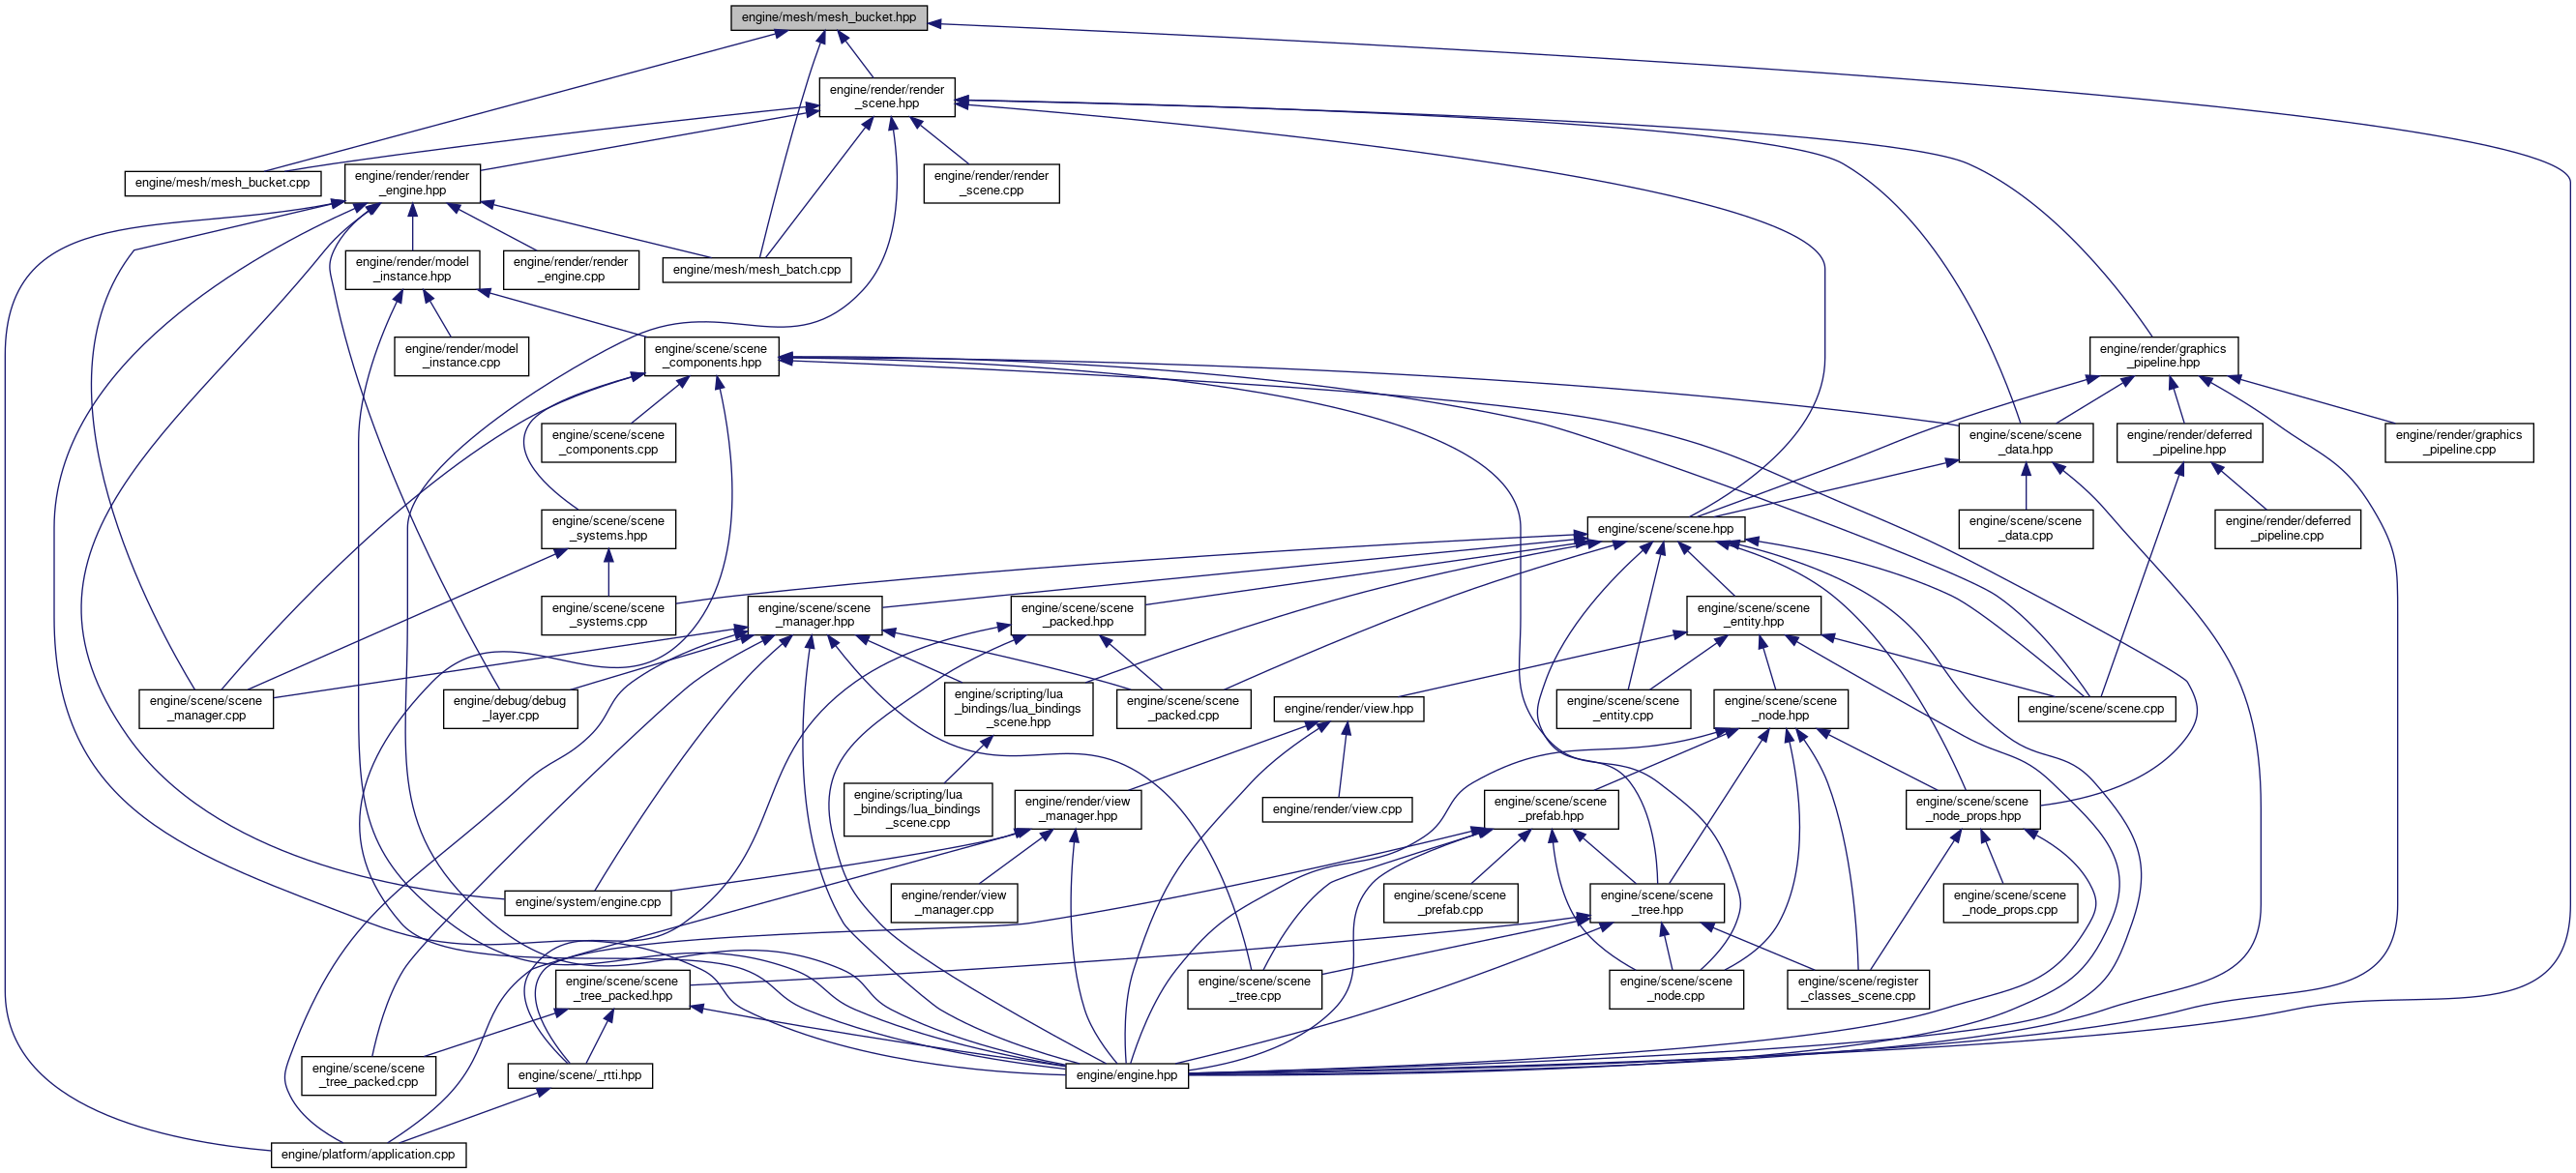 engine/mesh/mesh_bucket.hpp
engine/render/render
_scene.hpp
engine/mesh/mesh_bucket.cpp
engine/render/render
_engine.hpp
engine/render/render
_scene.cpp
engine/render/model
_instance.hpp
engine/render/render
_engine.cpp
engine/mesh/mesh_batch.cpp
engine/render/model
_instance.cpp
engine/scene/scene
_components.hpp
engine/render/graphics
_pipeline.hpp
engine/scene/scene
_components.cpp
engine/scene/scene
_data.hpp
engine/render/deferred
_pipeline.hpp
engine/render/graphics
_pipeline.cpp
engine/scene/scene
_systems.hpp
engine/scene/scene.hpp
engine/scene/scene
_data.cpp
engine/render/deferred
_pipeline.cpp
engine/scene/scene
_systems.cpp
engine/scene/scene
_manager.hpp
engine/scene/scene
_packed.hpp
engine/scene/scene
_entity.hpp
engine/scene/scene
_manager.cpp
engine/debug/debug
_layer.cpp
engine/scripting/lua
_bindings/lua_bindings
_scene.hpp
engine/scene/scene
_packed.cpp
engine/render/view.hpp
engine/scene/scene
_entity.cpp
engine/scene/scene
_node.hpp
engine/scene/scene.cpp
engine/scripting/lua
_bindings/lua_bindings
_scene.cpp
engine/render/view
_manager.hpp
engine/render/view.cpp
engine/scene/scene
_prefab.hpp
engine/scene/scene
_node_props.hpp
engine/system/engine.cpp
engine/render/view
_manager.cpp
engine/scene/scene
_prefab.cpp
engine/scene/scene
_tree.hpp
engine/scene/scene
_node_props.cpp
engine/scene/scene
_tree_packed.hpp
engine/scene/scene
_tree.cpp
engine/scene/scene
_node.cpp
engine/scene/register
_classes_scene.cpp
engine/scene/scene
_tree_packed.cpp
engine/scene/_rtti.hpp
engine/engine.hpp
engine/platform/application.cpp